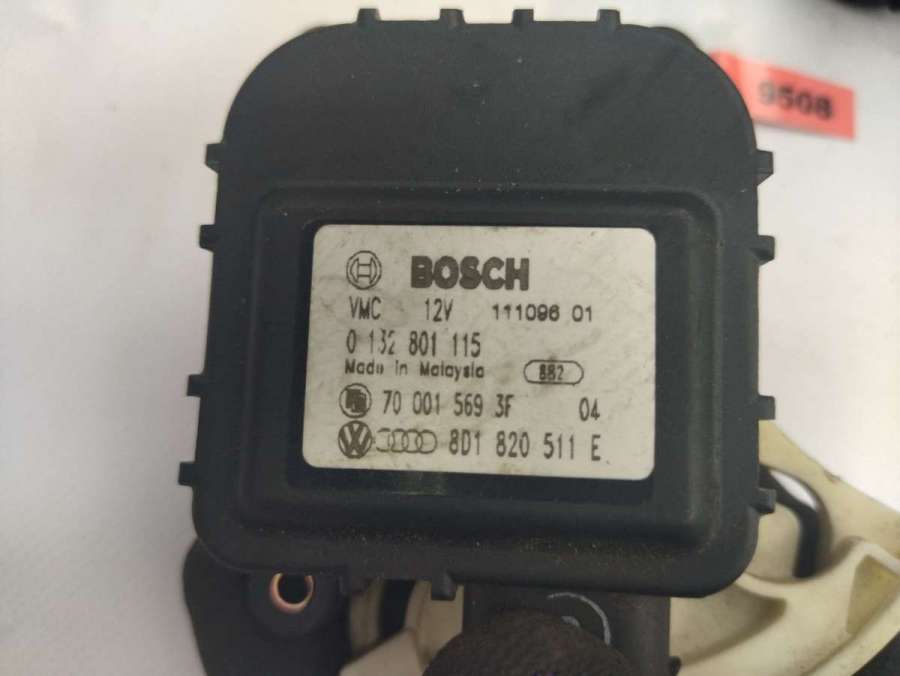 9508
BOSCH
VMC 12V 111096 01
0 132 801 115
Made in Malaysia 882
70 001 569 3F 04
8D1 820 511 E